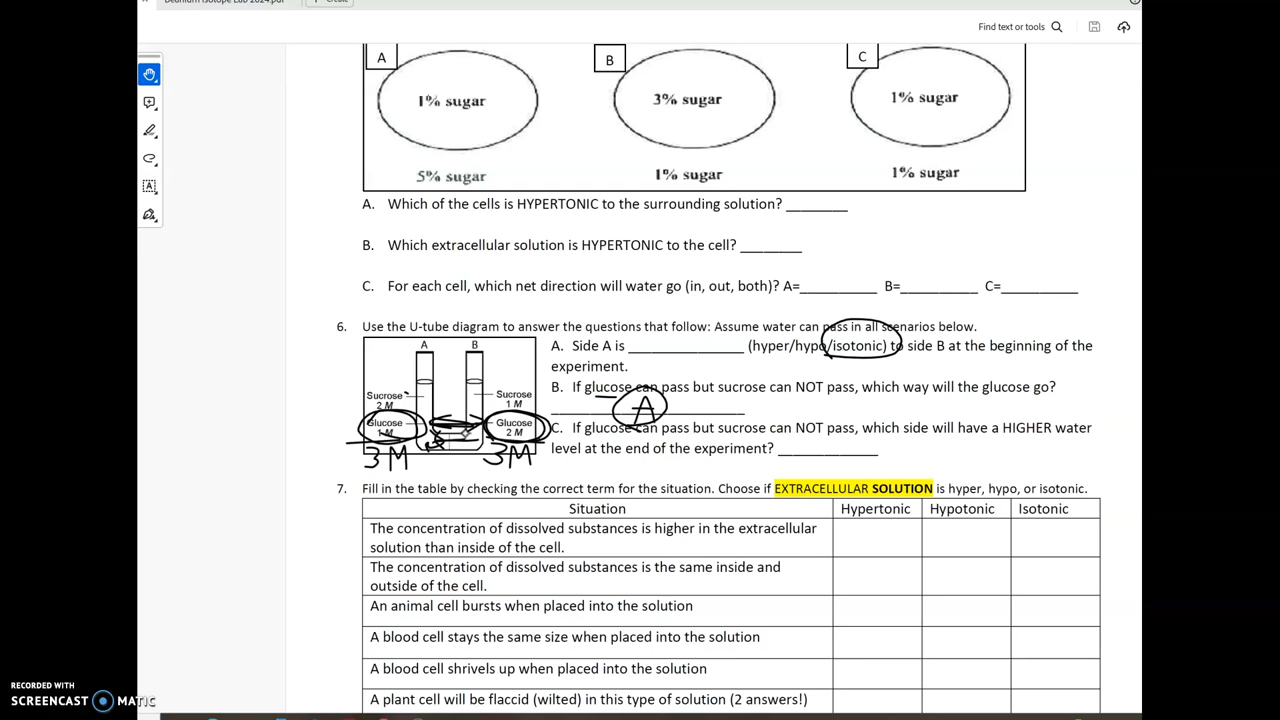 Deanium Isotope Lab 2024.pdf
Create
Find text or tools
A
B
C
1% sugar
3% sugar
1% sugar
5% sugar
1% sugar
1% sugar
A. Which of the cells is HYPERTONIC to the surrounding solution? ________
B. Which extracellular solution is HYPERTONIC to the cell? ________
C. For each cell, which net direction will water go (in, out, both)? A=__________ B=__________ C=__________
6. Use the U-tube diagram to answer the questions that follow: Assume water can pass in all scenarios below.
A B
Sucrose 2 M
Sucrose 1 M
Glucose 1 M
Glucose 2 M
3 M
3 M
A. Side A is _______________ (hyper/hypo/isotonic) to side B at the beginning of the
experiment.
B. If glucose can pass but sucrose can NOT pass, which way will the glucose go?
A
C. If glucose can pass but sucrose can NOT pass, which side will have a HIGHER water
level at the end of the experiment? _____________
7. Fill in the table by checking the correct term for the situation. Choose if EXTRACELLULAR SOLUTION is hyper, hypo, or isotonic.
Situation Hypertonic Hypotonic Isotonic
The concentration of dissolved substances is higher in the extracellular
solution than inside of the cell.
The concentration of dissolved substances is the same inside and
outside of the cell.
An animal cell bursts when placed into the solution
A blood cell stays the same size when placed into the solution
A blood cell shrivels up when placed into the solution
A plant cell will be flaccid (wilted) in this type of solution (2 answers!)
RECORDED WITH
SCREENCAST MATIC